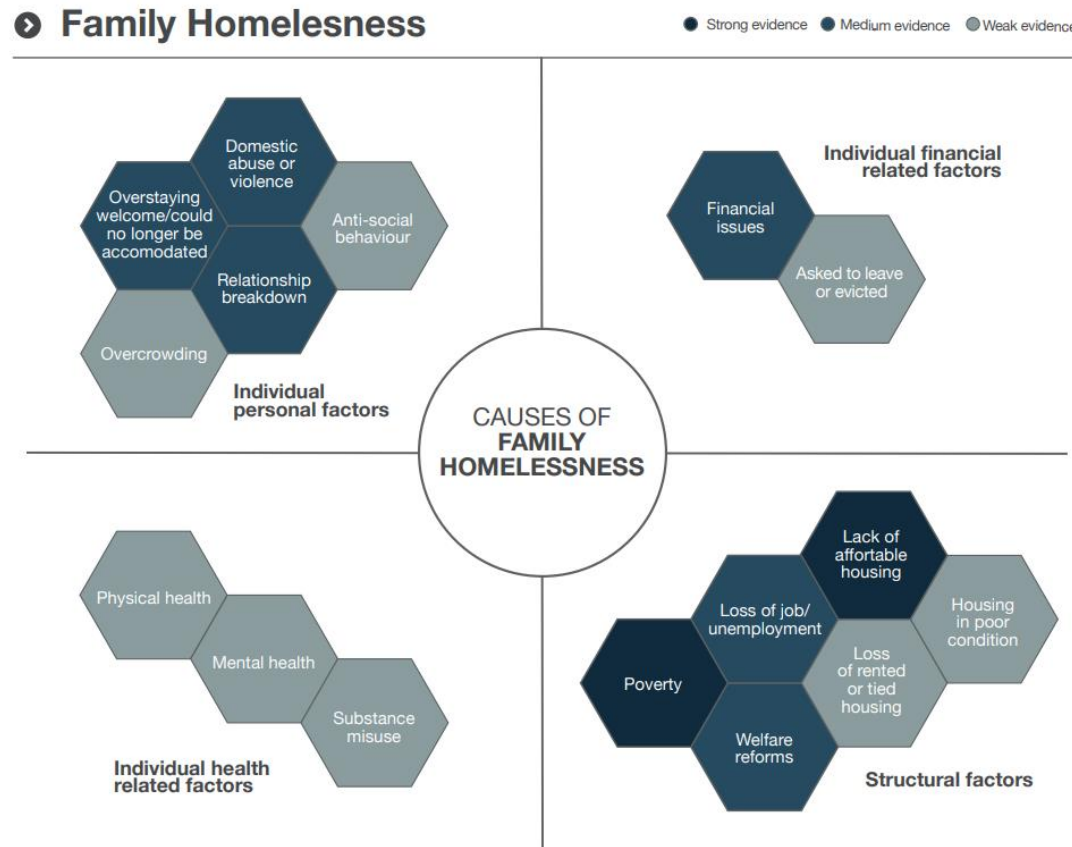 Family Homelesness
Strong evidence
Medium evidence
Weak evidence
Domestic
abuse or
violence
Overstaying
welcome/could
no longer be
accomodated
Anti-social
behaviour
Relationship
breakdown
Overcrowding
Individual
personal factors
Individual financial
related factors
Financial
issues
Asked to leave
or evicted
CAUSES OF
FAMILY
HOMELESSNESS
Physical health
Mental health
Substance
misuse
Individual health
related factors
Lack of
affortable
housing
Loss of job/
unemployment
Housing
in poor
condition
Poverty
Loss
of rented
or tied
housing
Welfare
reforms
Structural factors